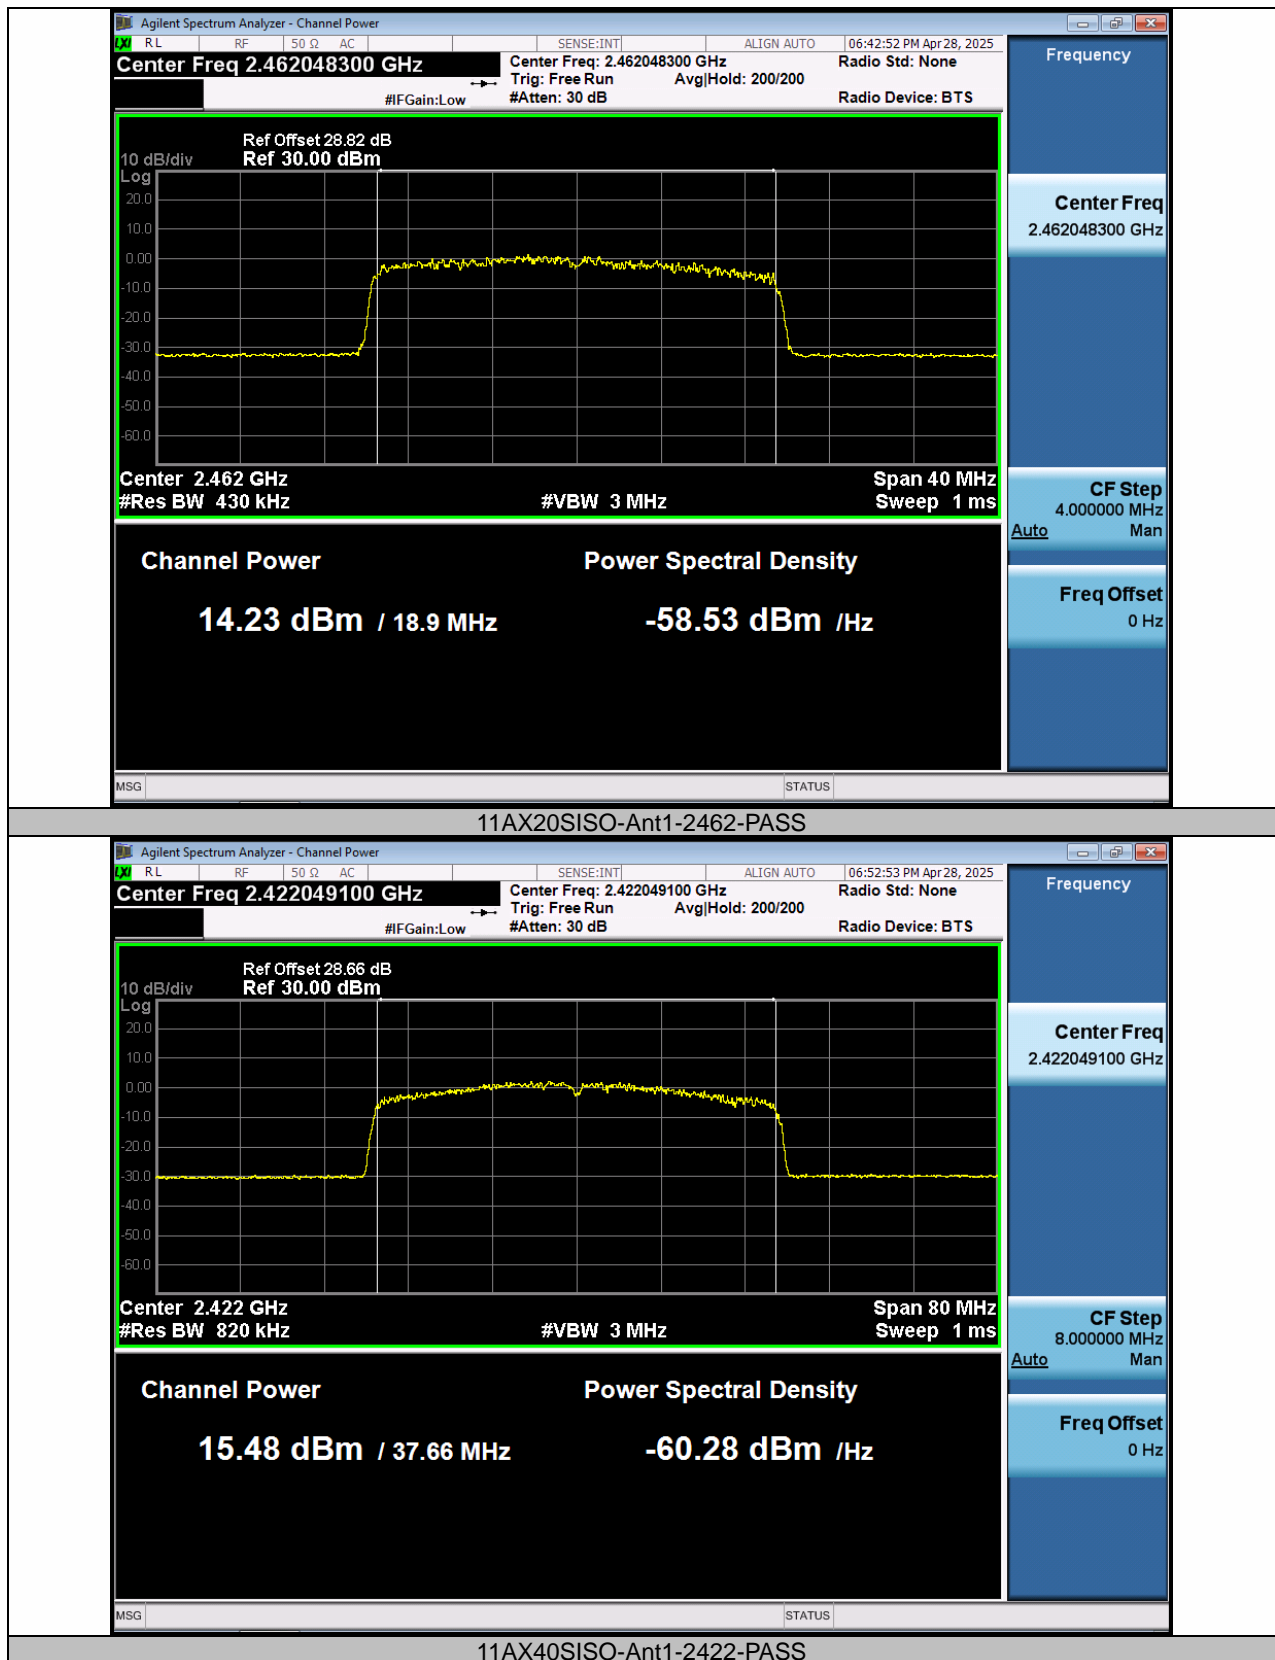 Agilent Spectrum Analyzer - Channel Power
LXI RL RF 50 Ω AC SENSE:INT ALIGN AUTO 06:42:52 PM Apr 28, 2025
Center Freq 2.462048300 GHz
Center Freq: 2.462048300 GHz Radio Std: None
Trig: Free Run Avg|Hold: 200/200
#IFGain:Low #Atten: 30 dB Radio Device: BTS
Frequency
Ref Offset 28.82 dB
10 dB/div Ref 30.00 dBm
Log
20.0
10.0
0.00
-10.0
-20.0
-30.0
-40.0
-50.0
-60.0
Center Freq
2.462048300 GHz
Center 2.462 GHz Span 40 MHz
#Res BW 430 kHz #VBW 3 MHz Sweep 1 ms
CF Step
4.000000 MHz
Auto Man
Channel Power Power Spectral Density
14.23 dBm / 18.9 MHz -58.53 dBm /Hz
Freq Offset
0 Hz
MSG STATUS
11AX20SISO-Ant1-2462-PASS
Agilent Spectrum Analyzer - Channel Power
LXI RL RF 50 Ω AC SENSE:INT ALIGN AUTO 06:52:53 PM Apr 28, 2025
Center Freq 2.422049100 GHz
Center Freq: 2.422049100 GHz Radio Std: None
Trig: Free Run Avg|Hold: 200/200
#IFGain:Low #Atten: 30 dB Radio Device: BTS
Frequency
Ref Offset 28.66 dB
10 dB/div Ref 30.00 dBm
Log
20.0
10.0
0.00
-10.0
-20.0
-30.0
-40.0
-50.0
-60.0
Center Freq
2.422049100 GHz
Center 2.422 GHz Span 80 MHz
#Res BW 820 kHz #VBW 3 MHz Sweep 1 ms
CF Step
8.000000 MHz
Auto Man
Channel Power Power Spectral Density
15.48 dBm / 37.66 MHz -60.28 dBm /Hz
Freq Offset
0 Hz
MSG STATUS
11AX40SISO-Ant1-2422-PASS